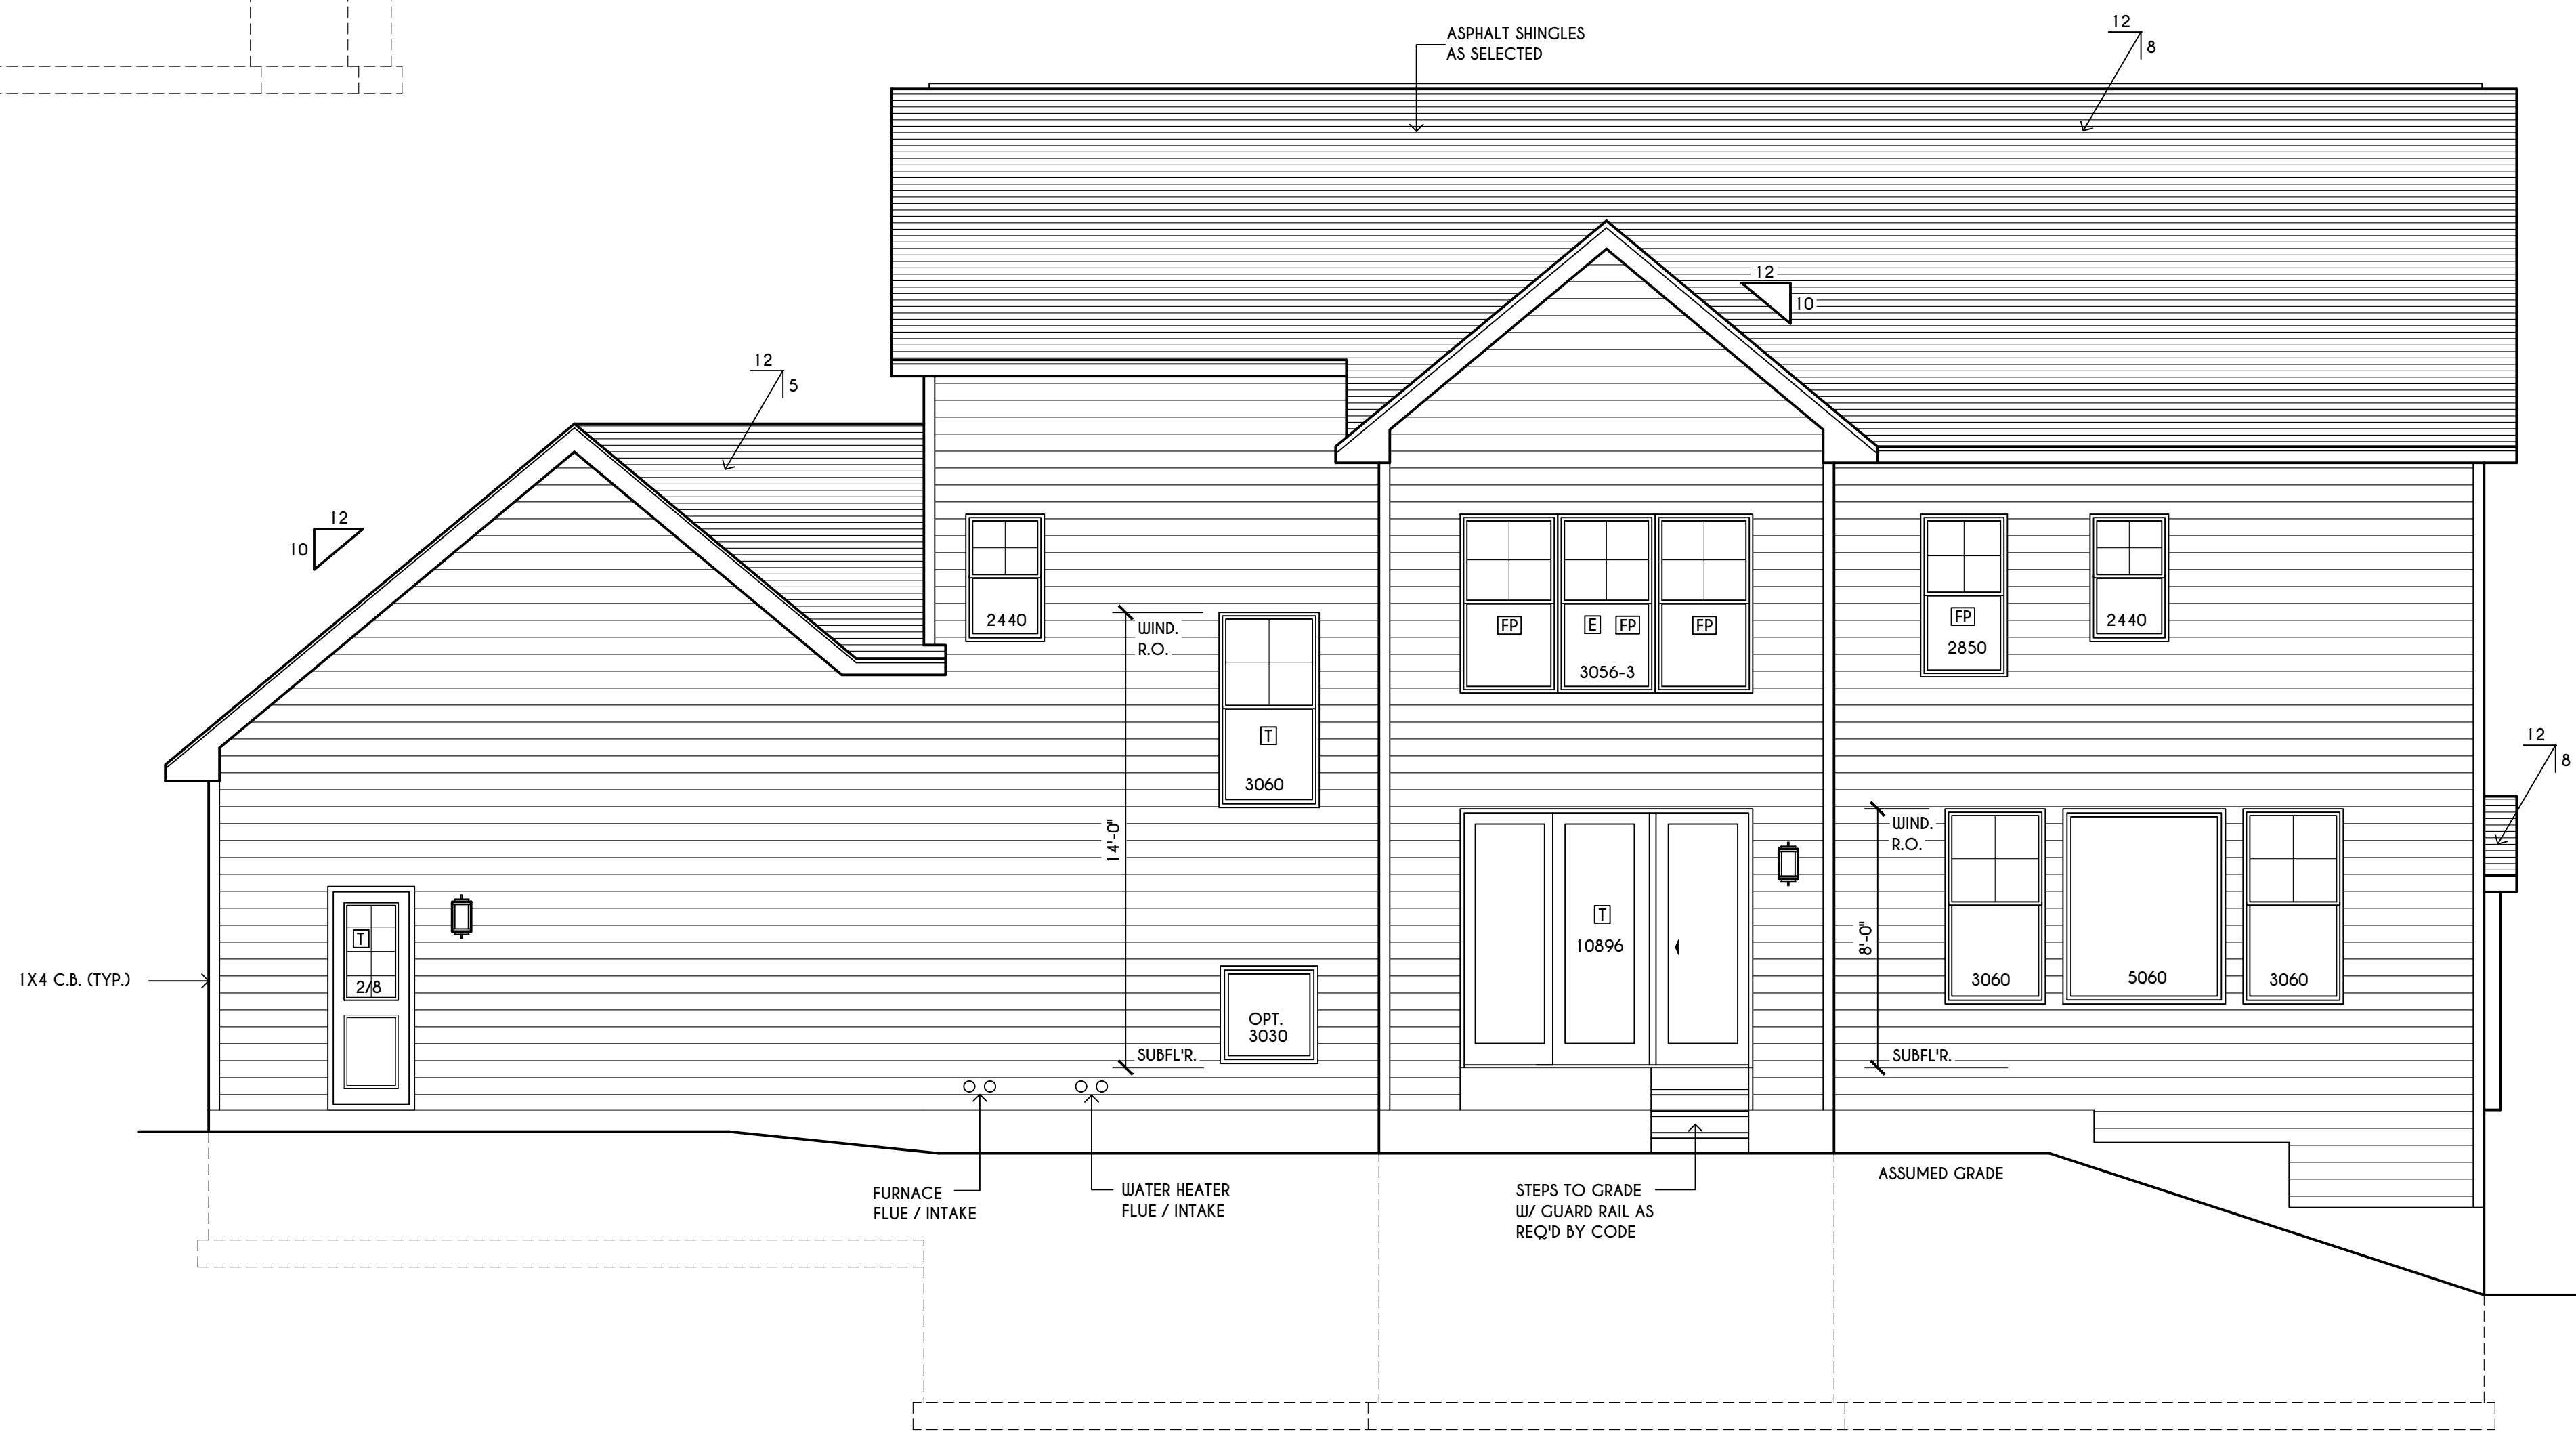 ASPHALT SHINGLES
AS SELECTED
12
8
12
10
12
5
12
10
2440
WIND.
R.O.
T
3060
14'-0"
FP
E FP
FP
3056-3
FP
2850
2440
12
8
T
2/8
1X4 C.B. (TYP.)
OPT.
3030
SUBFL'R.
T
10896
WIND.
R.O.
8'-0"
3060
5060
3060
SUBFL'R.
FURNACE
FLUE / INTAKE
WATER HEATER
FLUE / INTAKE
STEPS TO GRADE
W/ GUARD RAIL AS
REQ'D BY CODE
ASSUMED GRADE